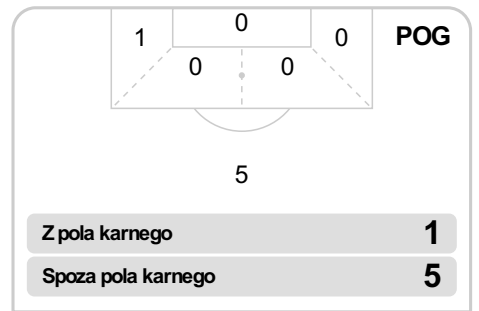 0
1 0 POG
0 0
5
Z pola karnego 1
Spoza pola karnego 5